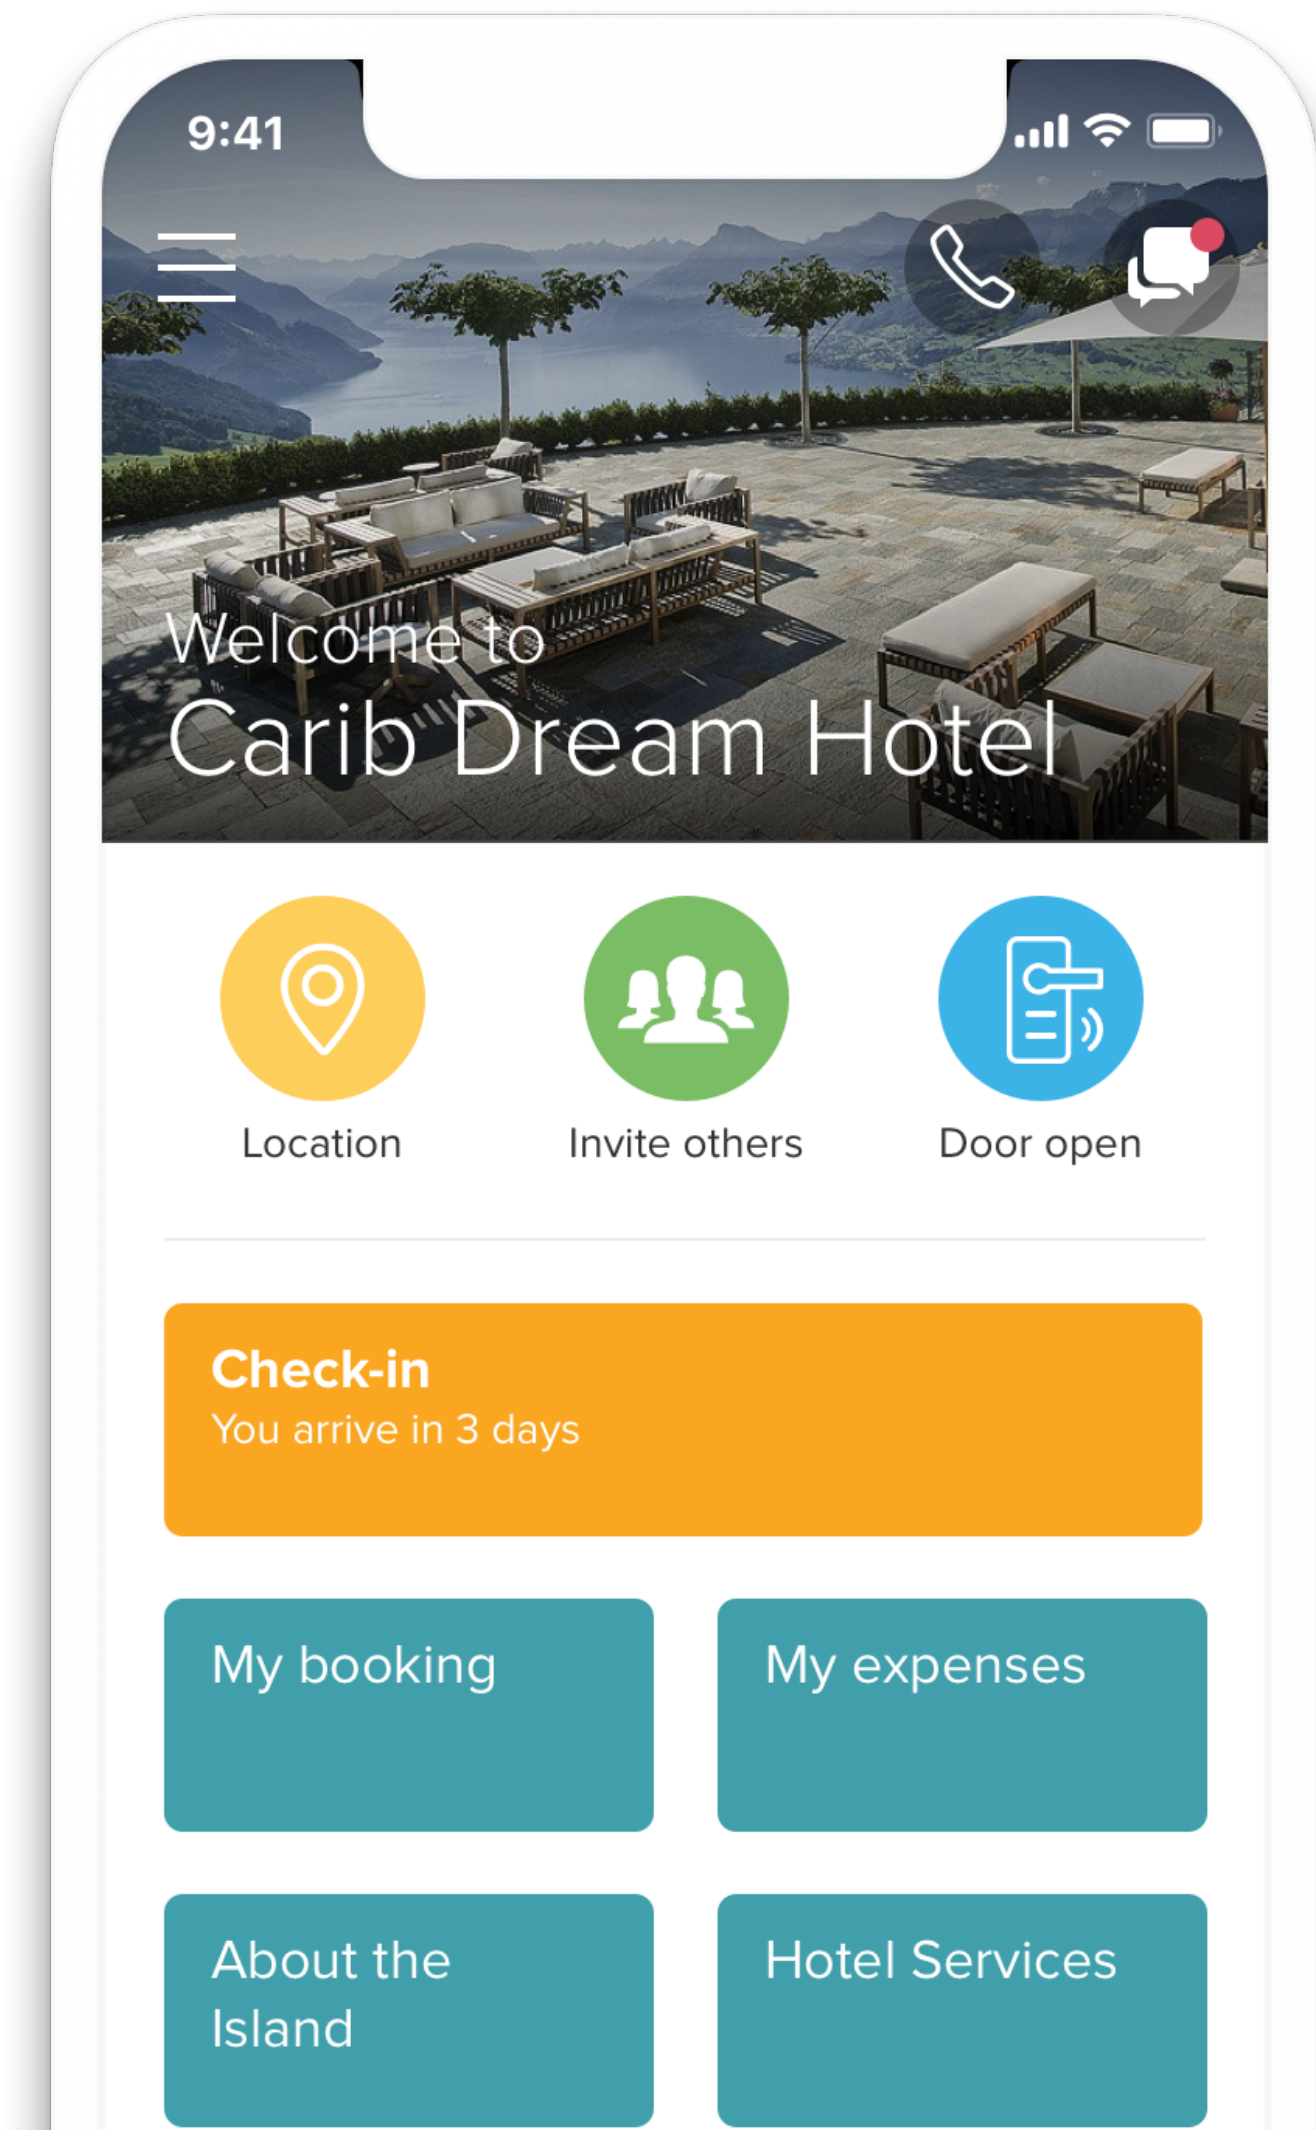 9:41
Welcome to
Carib Dream Hotel
Location
Invite others
Door open
Check-in
You arrive in 3 days
My booking
My expenses
About the
Island
Hotel Services